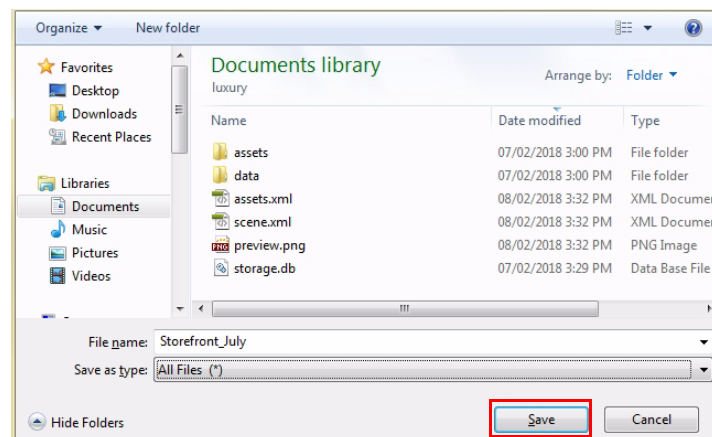 Organize New folder
Favorites
Desktop
Downloads
Recent Places
Libraries
Documents
Music
Pictures
Videos
Documents library
luxury
Arrange by: Folder
Name Date modified Type
assets 07/02/2018 3:00 PM File folder
data 07/02/2018 3:00 PM File folder
assets.xml 08/02/2018 3:32 PM XML Documen
scene.xml 08/02/2018 3:32 PM XML Documen
preview.png 08/02/2018 3:32 PM PNG Image
storage.db 07/02/2018 3:29 PM Data Base File
File name: Storefront_July
Save as type: All Files (*)
Hide Folders Save Cancel